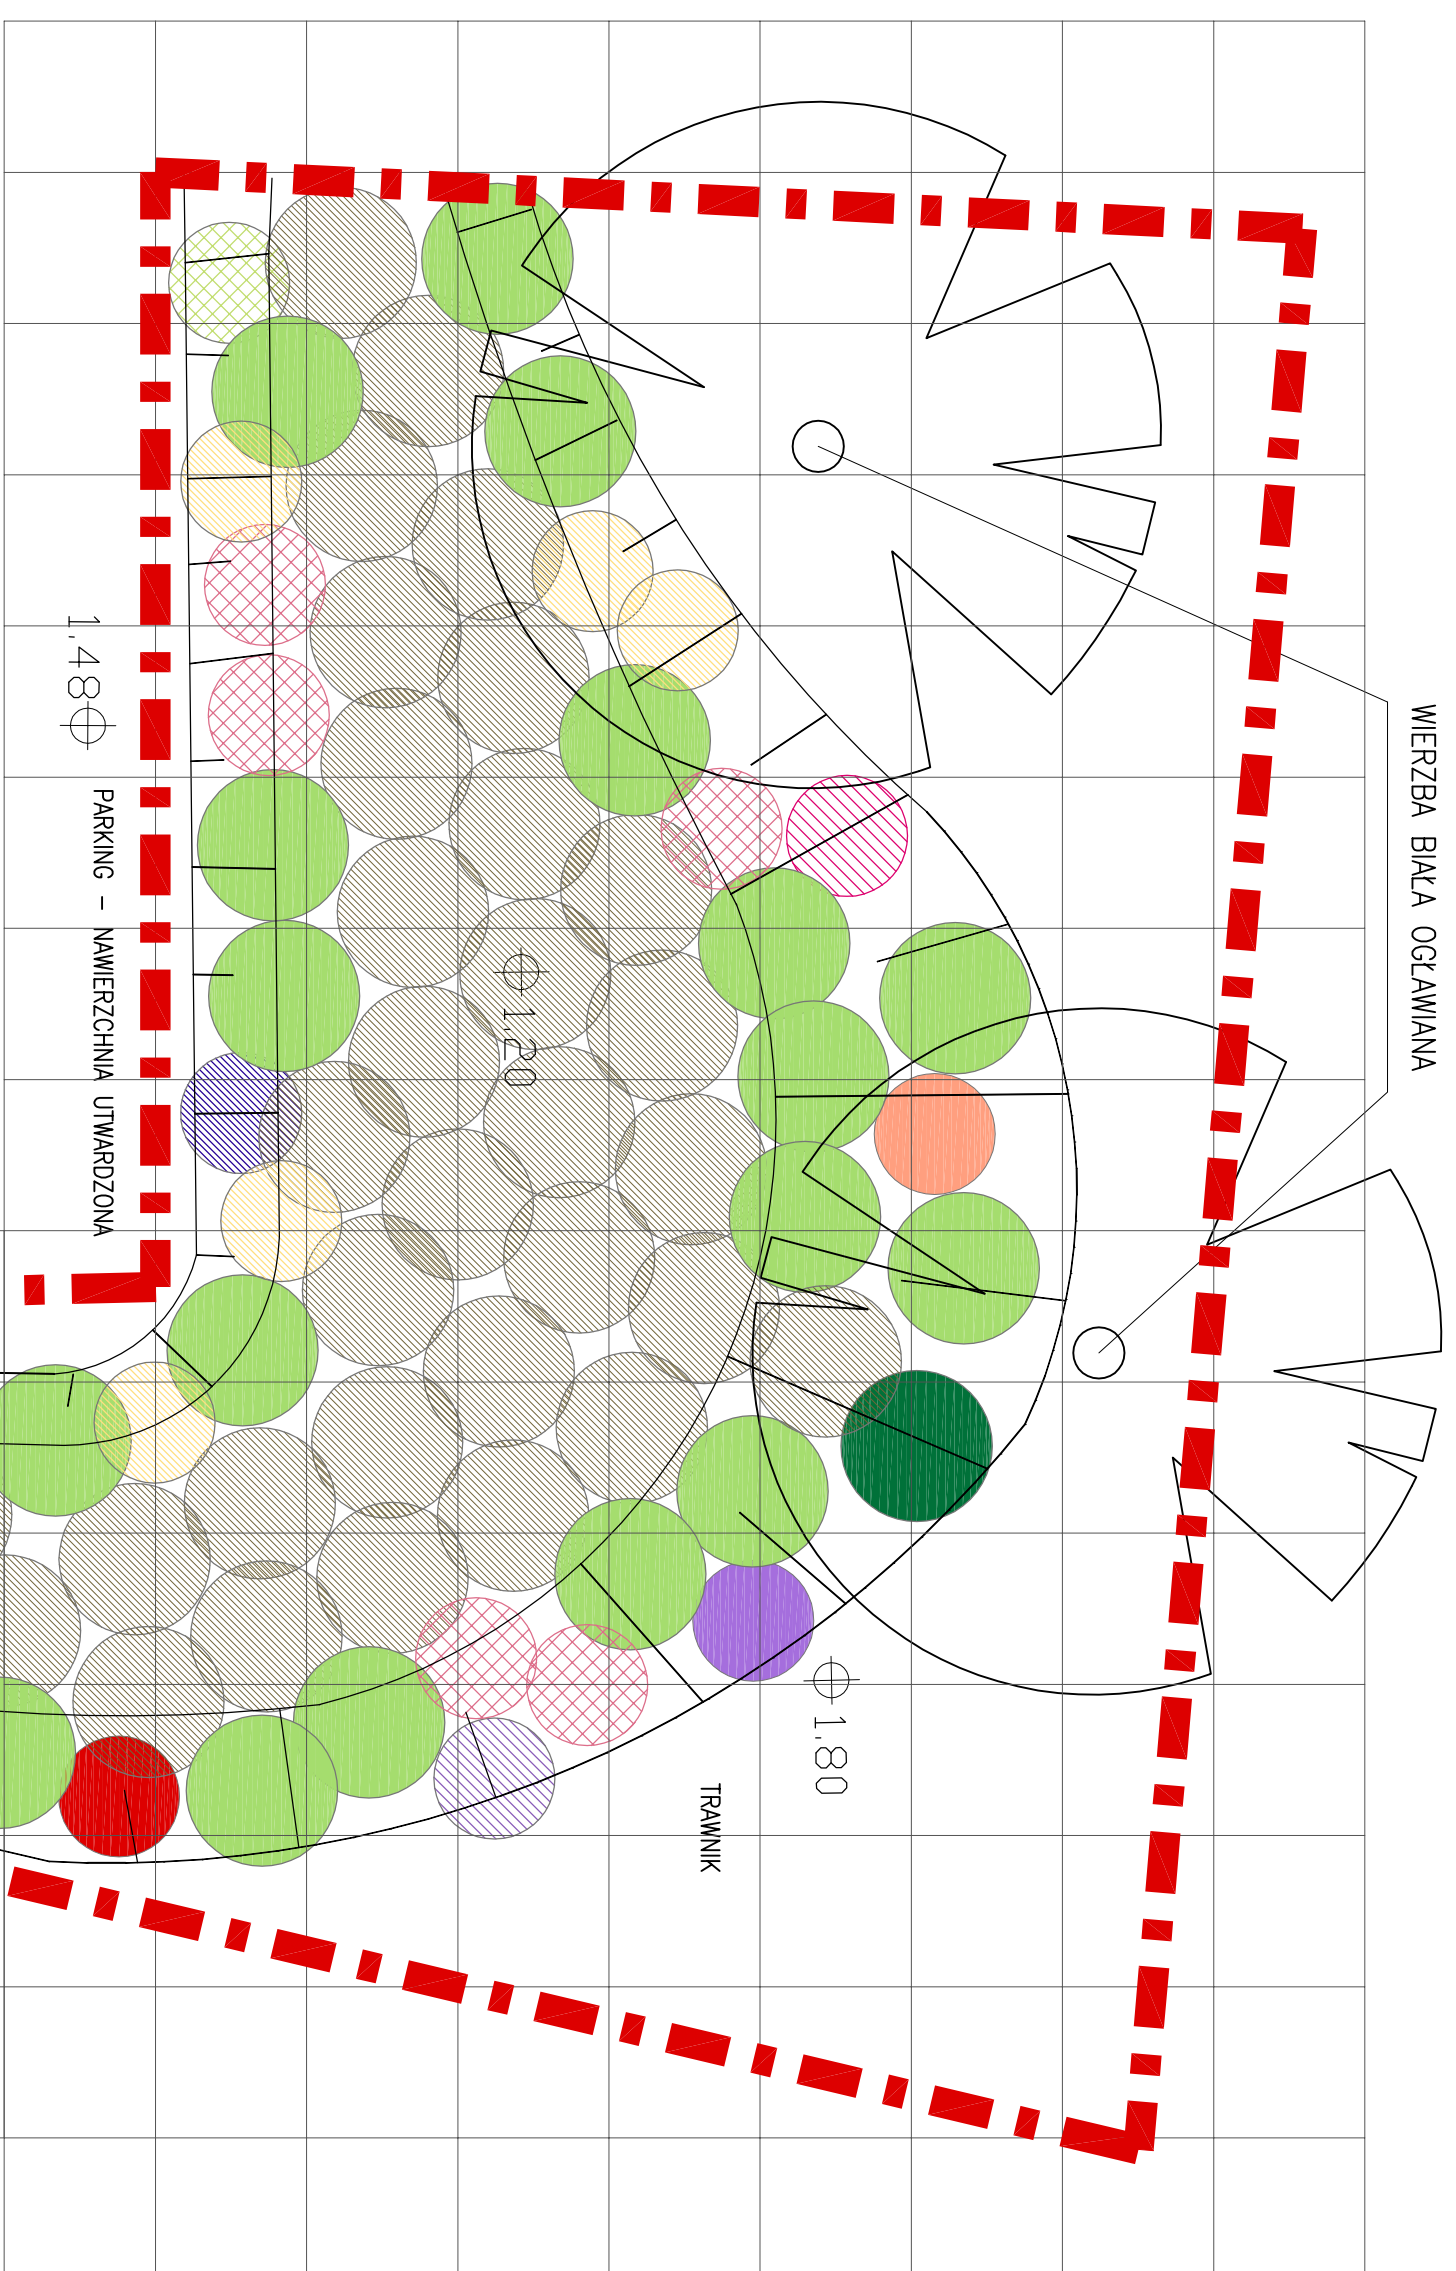 WIERZBA BIAŁA OGŁAWIANA
1,80
TRAWNIK
1,20
PARKING – NAWIERZCHNIA UTWARDZONA
1,48